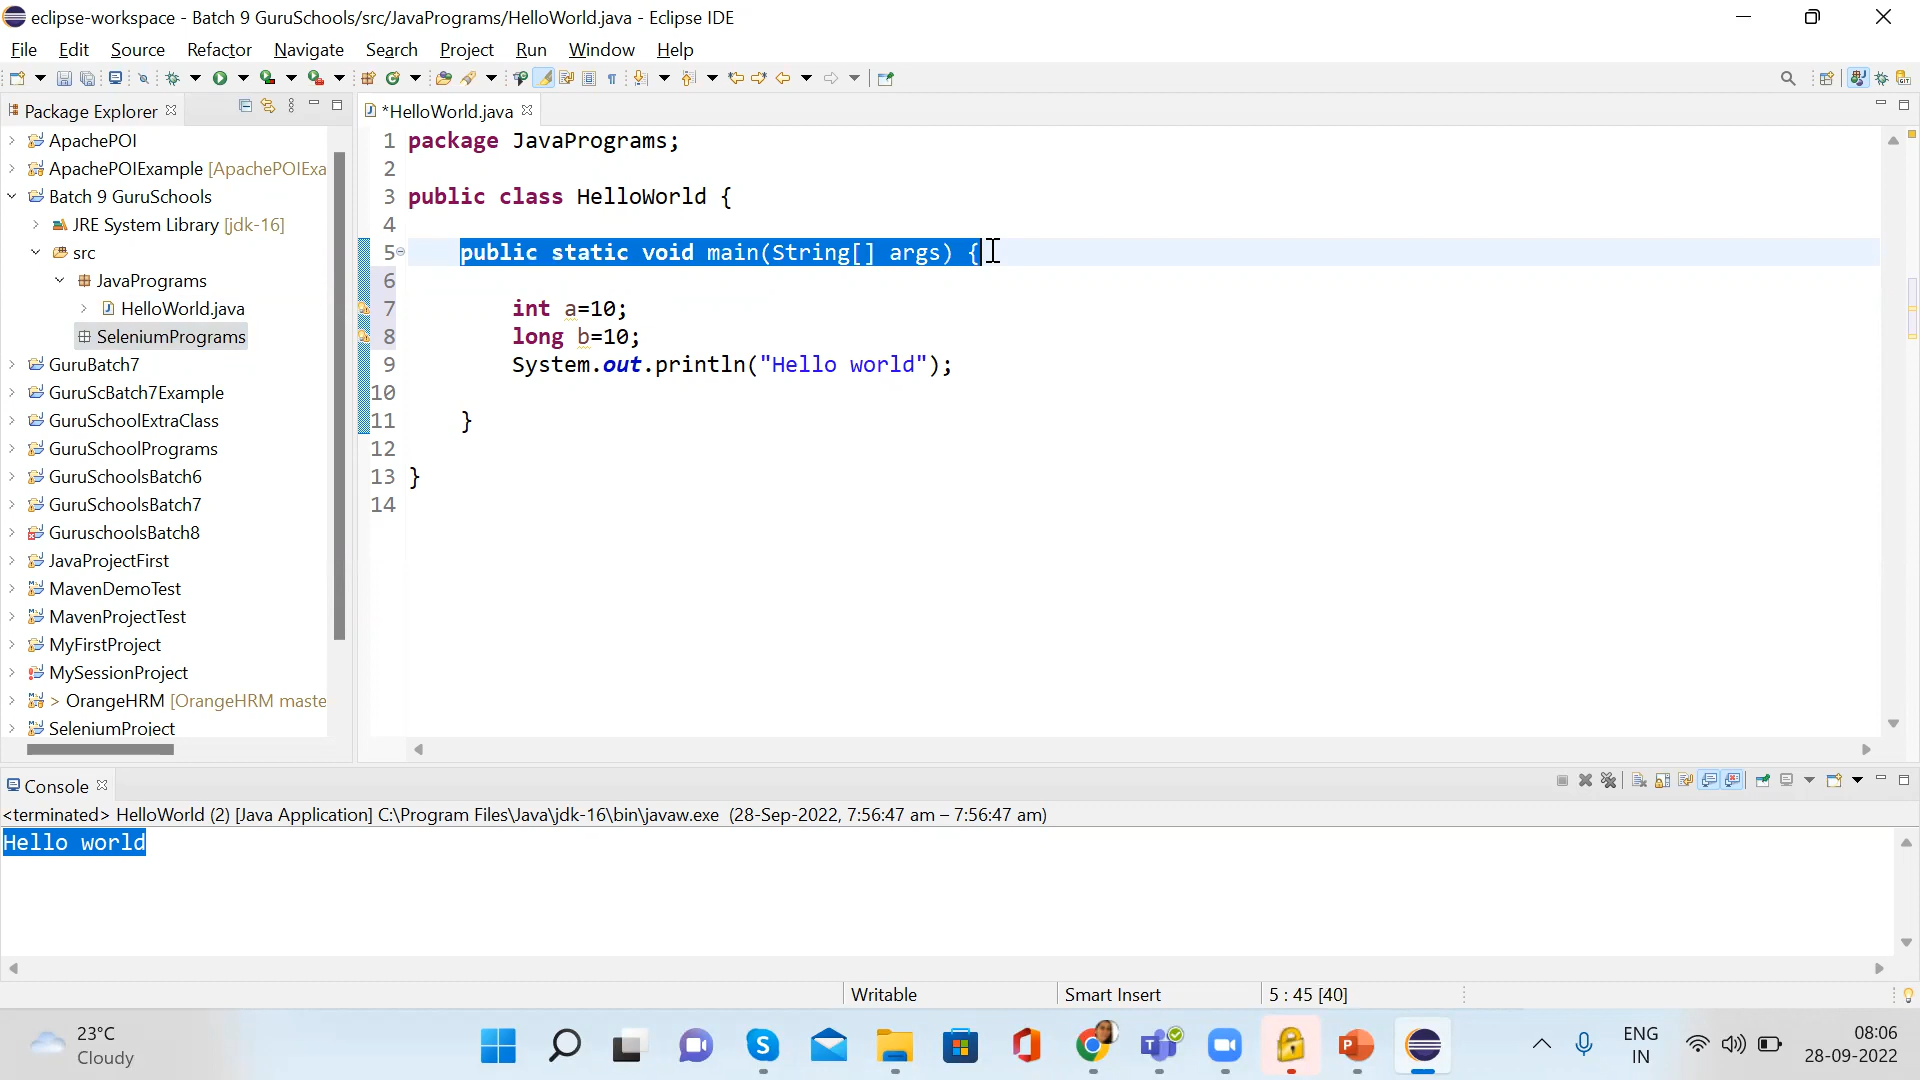 eclipse-workspace - Batch 9 GuruSchools/src/JavaPrograms/HelloWorld.java - Eclipse IDE
File Edit Source Refactor Navigate Search Project Run Window Help
Package Explorer
ApachePOI
ApachePOIExample [ApachePOIExa
Batch 9 GuruSchools
JRE System Library [jdk-16]
src
JavaPrograms
HelloWorld.java
SeleniumPrograms
GuruBatch7
GuruScBatch7Example
GuruSchoolExtraClass
GuruSchoolPrograms
GuruSchoolsBatch6
GuruSchoolsBatch7
GuruschoolsBatch8
JavaProjectFirst
MavenDemoTest
MavenProjectTest
MyFirstProject
MySessionProject
> OrangeHRM [OrangeHRM maste
SeleniumProject
*HelloWorld.java
1 package JavaPrograms;
2
3 public class HelloWorld {
4
5 public static void main(String[] args) {
6
7 int a=10;
8 long b=10;
9 System.out.println("Hello world");
10
11 }
12
13 }
14
Console
<terminated> HelloWorld (2) [Java Application] C:\Program Files\Java\jdk-16\bin\javaw.exe (28-Sep-2022, 7:56:47 am – 7:56:47 am)
Hello world
Writable Smart Insert 5 : 45 [40]
23°C
Cloudy
ENG
IN
08:06
28-09-2022